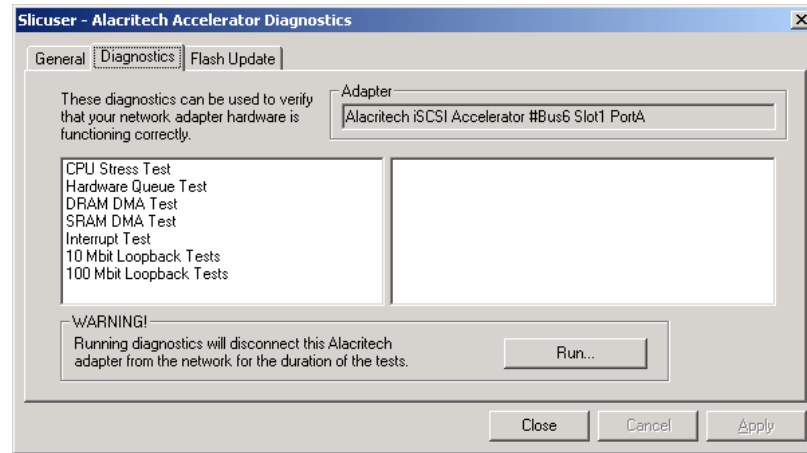 Slicuser - Alacritech Accelerator Diagnostics
General
Diagnostics
Flash Update
These diagnostics can be used to verify
that your network adapter hardware is
functioning correctly.
Adapter
Alacritech iSCSI Accelerator #Bus6 Slot1 PortA
CPU Stress Test
Hardware Queue Test
DRAM DMA Test
SRAM DMA Test
Interrupt Test
10 Mbit Loopback Tests
100 Mbit Loopback Tests
WARNING!
Running diagnostics will disconnect this Alacritech
adapter from the network for the duration of the tests.
Run...
Close
Cancel
Apply